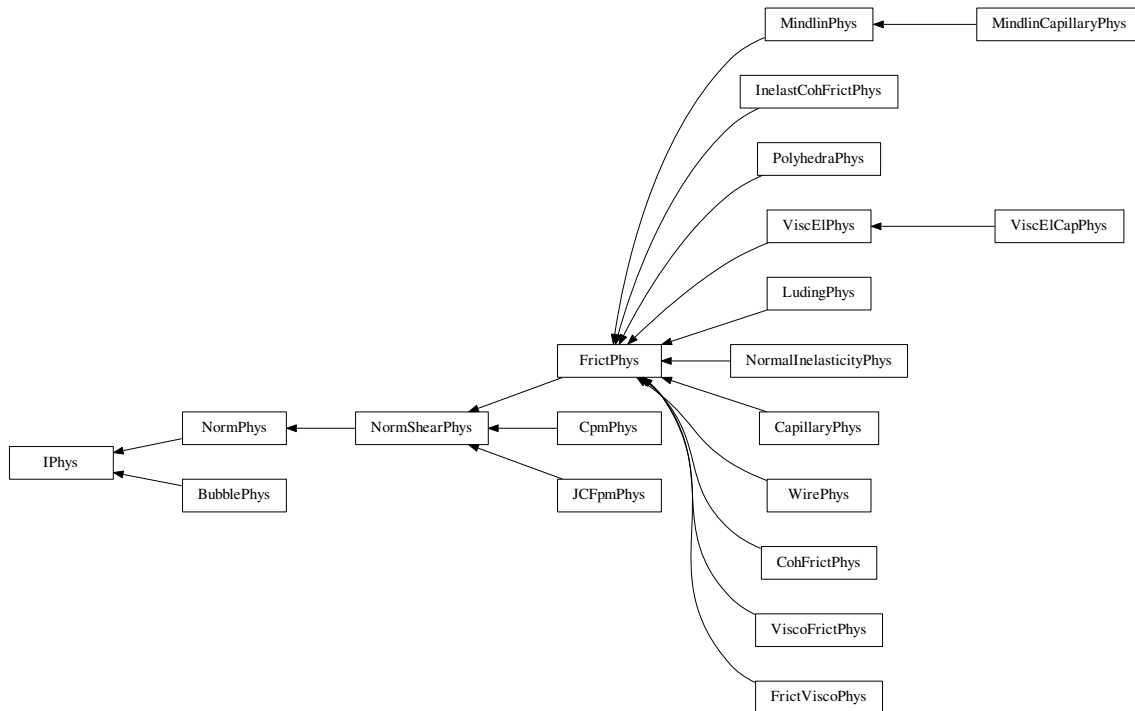 MindlinPhys
MindlinCapillaryPhys
InelastCohFrictPhys
PolyhedraPhys
ViscElPhys
ViscElCapPhys
LudingPhys
FrictPhys
NormalInelasticityPhys
NormPhys
NormShearPhys
CpmPhys
CapillaryPhys
IPhys
BubblePhys
JCFpmPhys
WirePhys
CohFrictPhys
ViscoFrictPhys
FrictViscoPhys